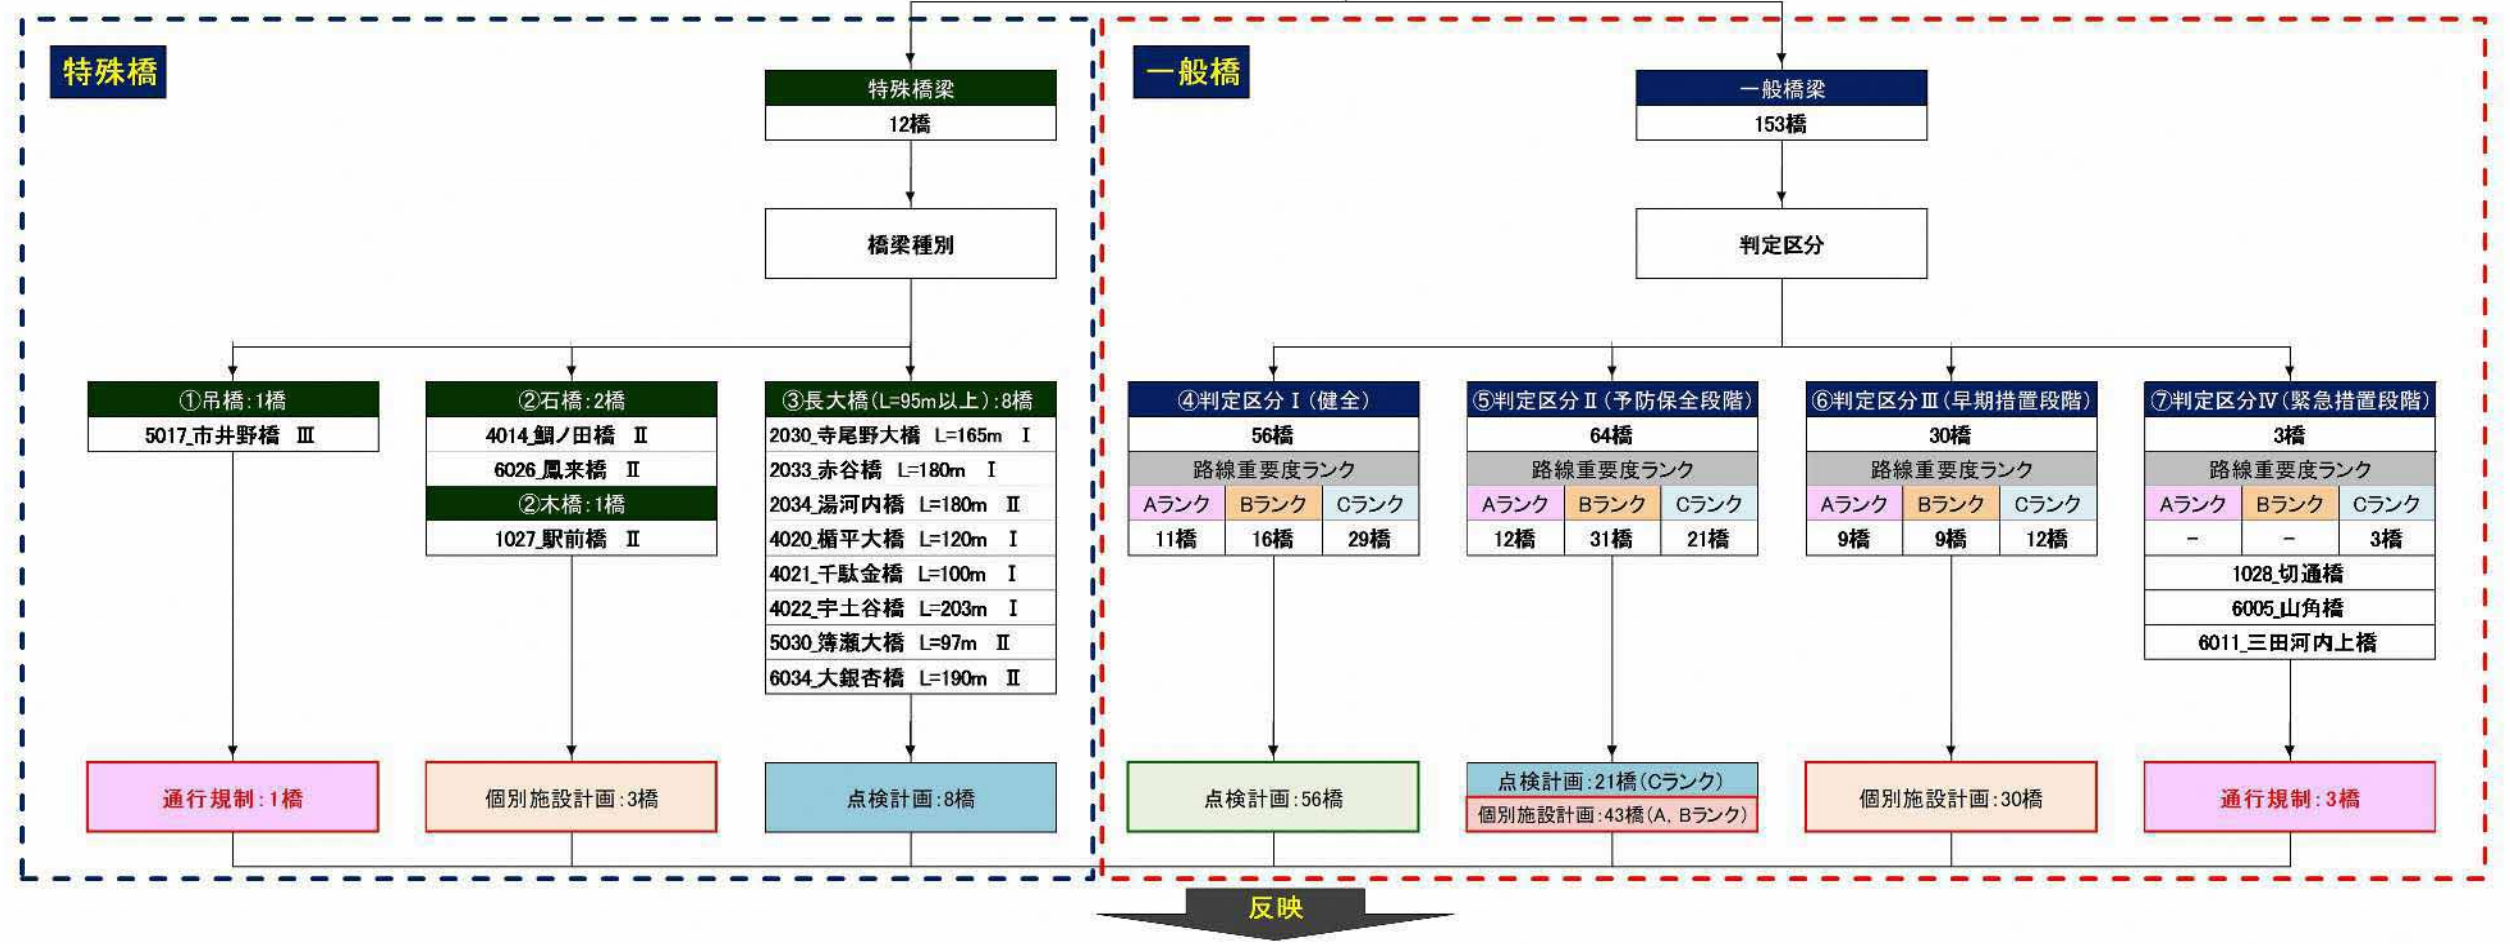 特殊橋
特殊橋梁
12橋
橋梁種別
①吊橋:1橋
5017_市井野橋 Ⅲ
通行規制:1橋
②石橋:2橋
4014_鯛ノ田橋 Ⅱ
6026_鳳来橋 Ⅱ
②木橋:1橋
1027_駅前橋 Ⅱ
個別施設計画:3橋
③長大橋(L=95m以上):8橋
2030_寺尾野大橋 L=165m Ⅰ
2033_赤谷橋 L=180m Ⅰ
2034_湯河内橋 L=180m Ⅱ
4020_楯平大橋 L=120m Ⅰ
4021_千駄金橋 L=100m Ⅰ
4022_宇土谷橋 L=203m Ⅰ
5030_簿瀬大橋 L=97m Ⅱ
6034_大銀杏橋 L=190m Ⅱ
点検計画:8橋
一般橋
一般橋梁
153橋
判定区分
④判定区分Ⅰ(健全)
56橋
路線重要度ランク
Aランク Bランク Cランク
11橋 16橋 29橋
点検計画:56橋
⑤判定区分Ⅱ(予防保全段階)
64橋
路線重要度ランク
Aランク Bランク Cランク
12橋 31橋 21橋
点検計画:21橋(Cランク)
個別施設計画:43橋(A, Bランク)
⑥判定区分Ⅲ(早期措置段階)
30橋
路線重要度ランク
Aランク Bランク Cランク
9橋 9橋 12橋
個別施設計画:30橋
⑦判定区分Ⅳ(緊急措置段階)
3橋
路線重要度ランク
Aランク Bランク Cランク
－ － 3橋
1028_切通橋
6005_山角橋
6011_三田河内上橋
通行規制:3橋
反映